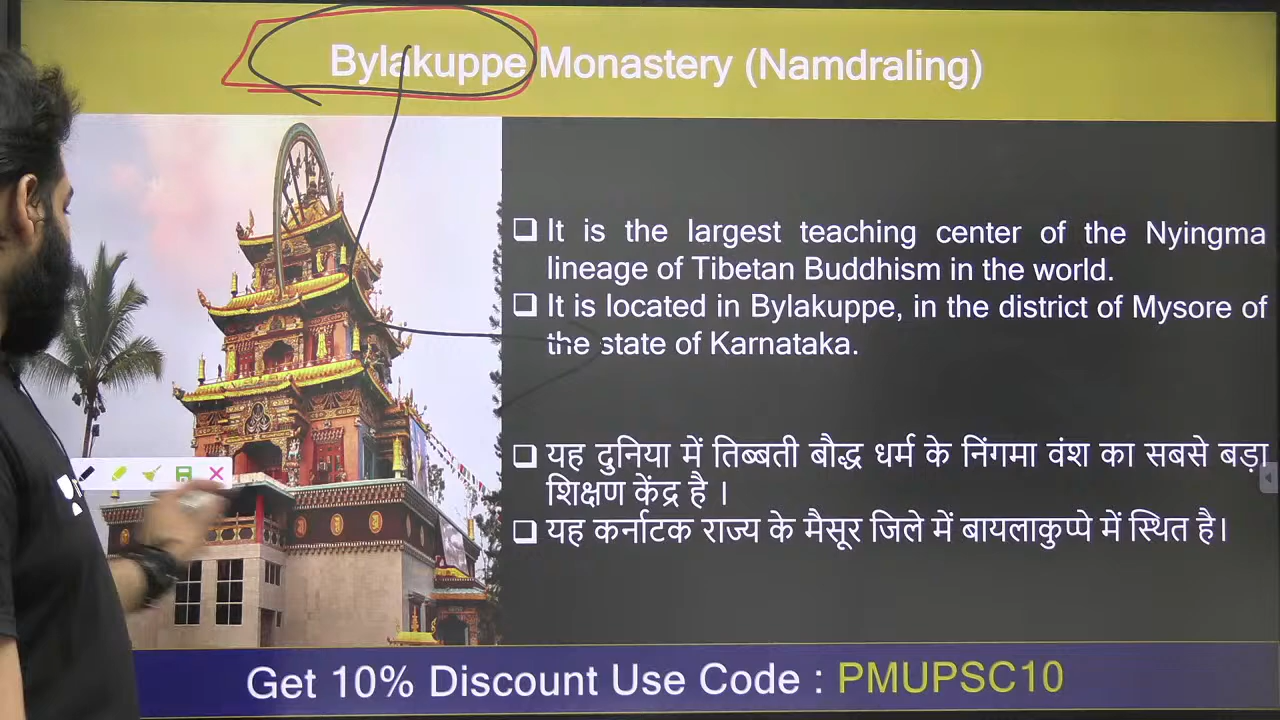 Bylakuppe Monastery (Namdraling)
❑ It is the largest teaching center of the Nyingma
lineage of Tibetan Buddhism in the world.
❑ It is located in Bylakuppe, in the district of Mysore of
the state of Karnataka.
❑ यह दुनिया में तिब्बती बौद्ध धर्म के निंगमा वंश का सबसे बड़ा
शिक्षण केंद्र है ।
❑ यह कर्नाटक राज्य के मैसूर जिले में बायलाकुप्पे में स्थित है।
Get 10% Discount Use Code : PMUPSC10